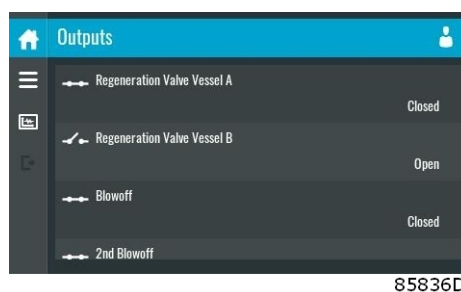 Outputs
Regeneration Valve Vessel A
Closed
Regeneration Valve Vessel B
Open
Blowoff
Closed
2nd Blowoff
85836D